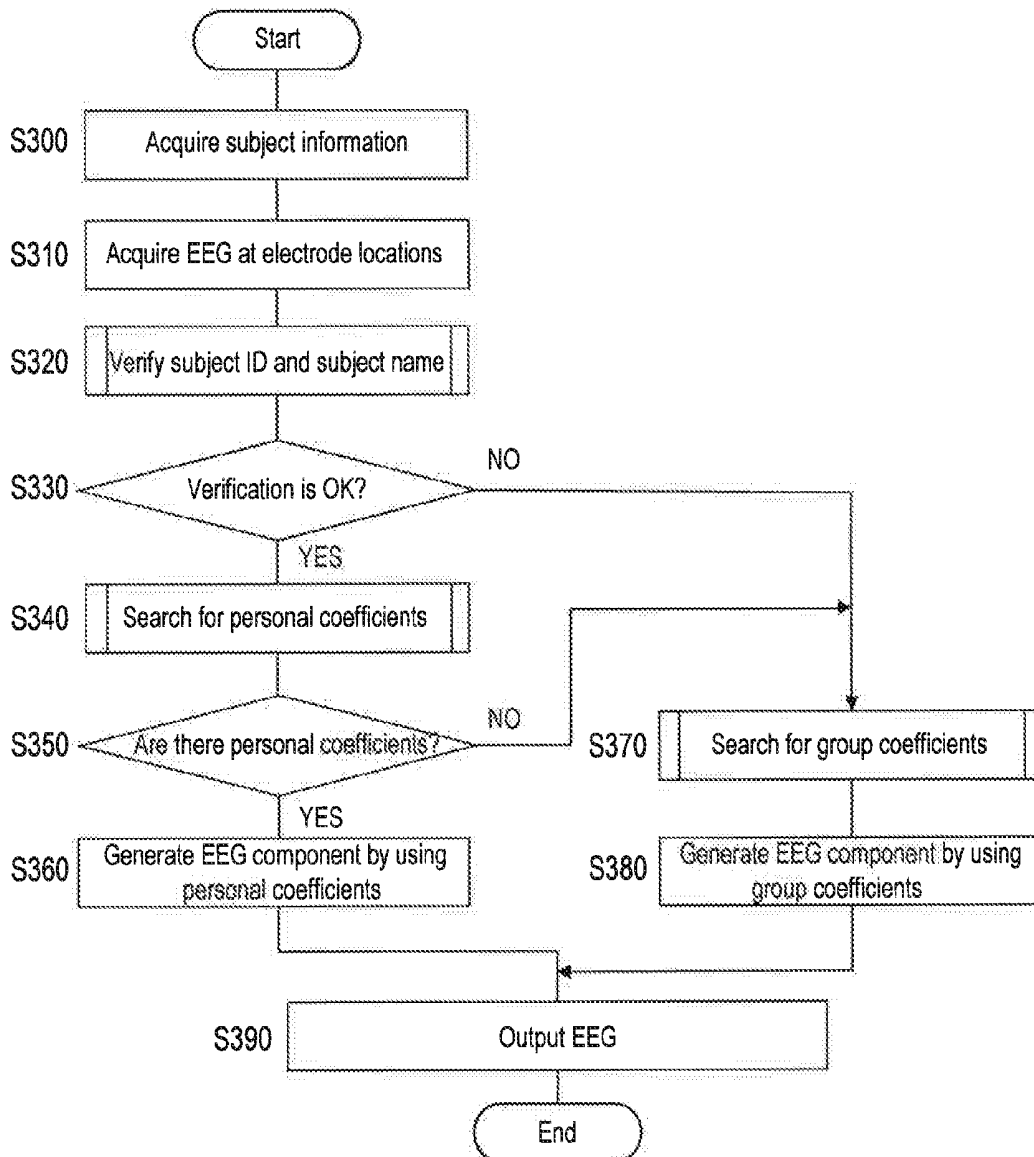 Start
S300
Acquire subject information
S310
Acquire EEG at electrode locations
S320
Verify subject ID and subject name
S330
Verification is OK?
NO
YES
S340
Search for personal coefficients
S350
Are there personal coefficients?
NO
YES
S370
Search for group coefficients
S360
Generate EEG component by using
personal coefficients
S380
Generate EEG component by using
group coefficients
S390
Output EEG
End